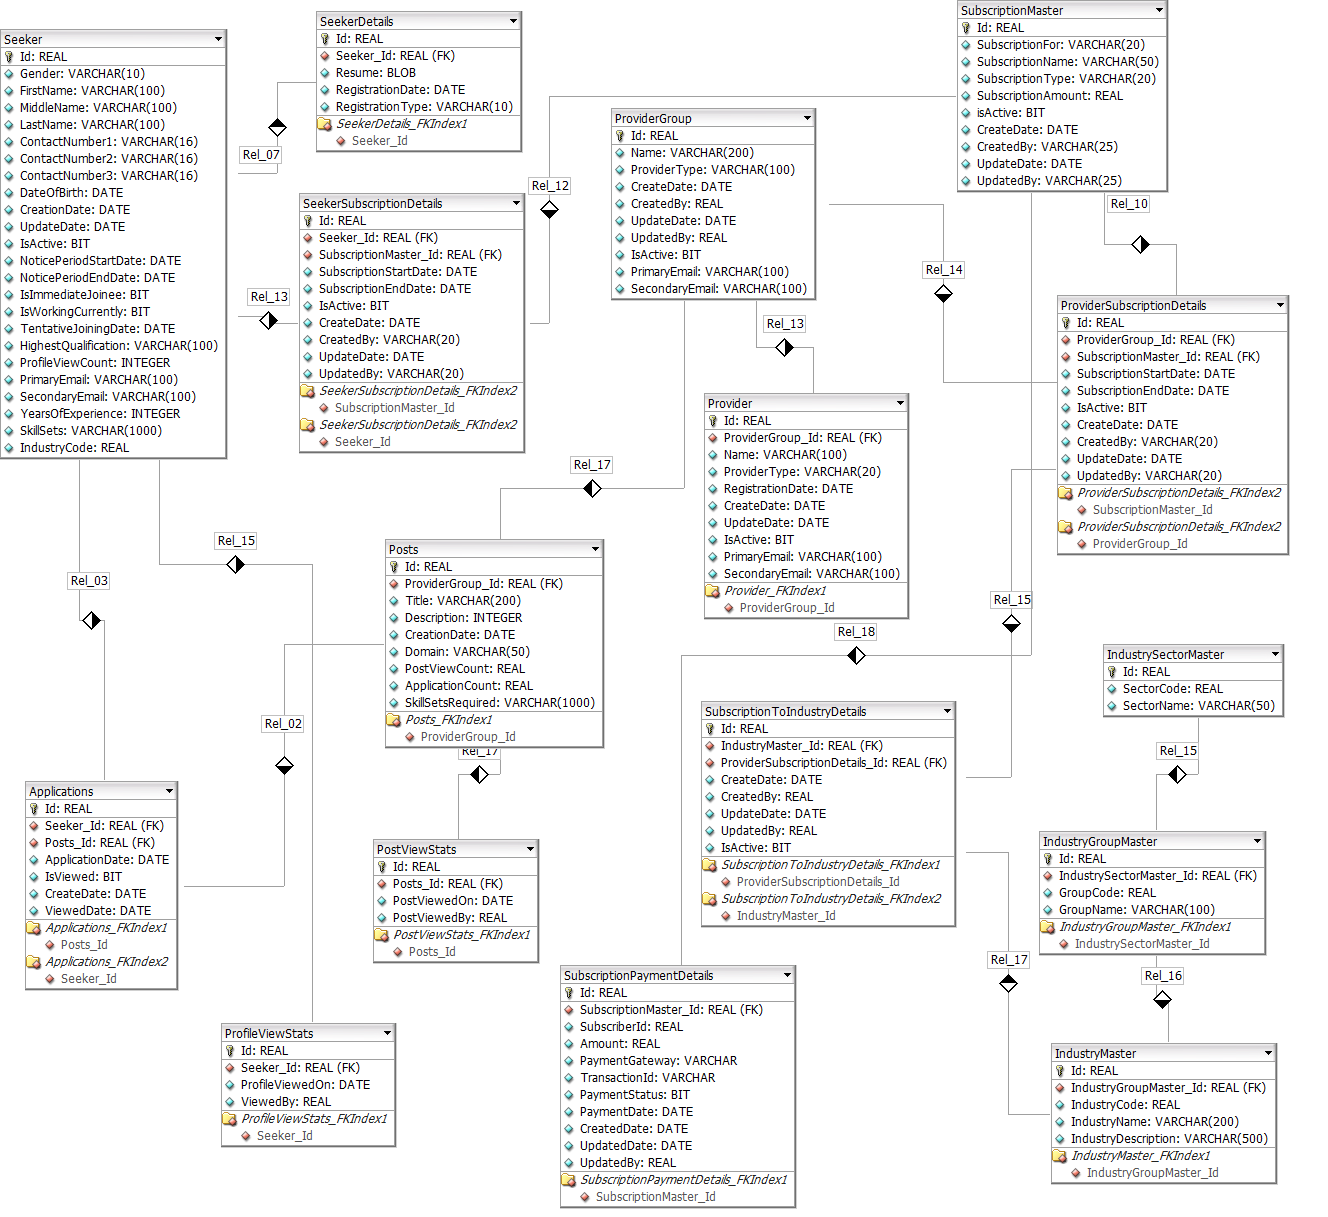 Seeker
Id: REAL
Gender: VARCHAR(10)
FirstName: VARCHAR(100)
MiddleName: VARCHAR(100)
LastName: VARCHAR(100)
ContactNumber1: VARCHAR(16)
ContactNumber2: VARCHAR(16)
ContactNumber3: VARCHAR(16)
DateOfBirth: DATE
CreationDate: DATE
UpdateDate: DATE
IsActive: BIT
NoticePeriodStartDate: DATE
NoticePeriodEndDate: DATE
IsImmediateJoinee: BIT
IsWorkingCurrently: BIT
TentativeJoiningDate: DATE
HighestQualification: VARCHAR(100)
ProfileViewCount: INTEGER
PrimaryEmail: VARCHAR(100)
SecondaryEmail: VARCHAR(100)
YearsOfExperience: INTEGER
SkillSets: VARCHAR(1000)
IndustryCode: REAL
SeekerDetails
Id: REAL
Seeker_Id: REAL (FK)
Resume: BLOB
RegistrationDate: DATE
RegistrationType: VARCHAR(10)
SeekerDetails_FKIndex1
Seeker_Id
Rel_07
SeekerSubscriptionDetails
Id: REAL
Seeker_Id: REAL (FK)
SubscriptionMaster_Id: REAL (FK)
SubscriptionStartDate: DATE
SubscriptionEndDate: DATE
IsActive: BIT
CreateDate: DATE
CreatedBy: VARCHAR(20)
UpdateDate: DATE
UpdatedBy: VARCHAR(20)
SeekerSubscriptionDetails_FKIndex2
SubscriptionMaster_Id
SeekerSubscriptionDetails_FKIndex2
Seeker_Id
Rel_13
Rel_12
ProviderGroup
Id: REAL
Name: VARCHAR(200)
ProviderType: VARCHAR(100)
CreateDate: DATE
CreatedBy: REAL
UpdateDate: DATE
UpdatedBy: REAL
IsActive: BIT
PrimaryEmail: VARCHAR(100)
SecondaryEmail: VARCHAR(100)
SubscriptionMaster
Id: REAL
SubscriptionFor: VARCHAR(20)
SubscriptionName: VARCHAR(50)
SubscriptionType: VARCHAR(20)
SubscriptionAmount: REAL
isActive: BIT
CreateDate: DATE
CreatedBy: VARCHAR(25)
UpdateDate: DATE
UpdatedBy: VARCHAR(25)
Rel_10
Rel_14
Rel_13
ProviderSubscriptionDetails
Id: REAL
ProviderGroup_Id: REAL (FK)
SubscriptionMaster_Id: REAL (FK)
SubscriptionStartDate: DATE
SubscriptionEndDate: DATE
IsActive: BIT
CreateDate: DATE
CreatedBy: VARCHAR(20)
UpdateDate: DATE
UpdatedBy: VARCHAR(20)
ProviderSubscriptionDetails_FKIndex2
SubscriptionMaster_Id
ProviderSubscriptionDetails_FKIndex2
ProviderGroup_Id
Provider
Id: REAL
ProviderGroup_Id: REAL (FK)
Name: VARCHAR(100)
ProviderType: VARCHAR(20)
RegistrationDate: DATE
CreateDate: DATE
UpdateDate: DATE
IsActive: BIT
PrimaryEmail: VARCHAR(100)
SecondaryEmail: VARCHAR(100)
Provider_FKIndex1
ProviderGroup_Id
Rel_17
Rel_15
Rel_03
Posts
Id: REAL
ProviderGroup_Id: REAL (FK)
Title: VARCHAR(200)
Description: INTEGER
CreationDate: DATE
Domain: VARCHAR(50)
PostViewCount: REAL
ApplicationCount: REAL
SkillSetsRequired: VARCHAR(1000)
Posts_FKIndex1
ProviderGroup_Id
Rel_15
Rel_18
Rel_02
Rel_17
IndustrySectorMaster
Id: REAL
SectorCode: REAL
SectorName: VARCHAR(50)
Rel_15
SubscriptionToIndustryDetails
Id: REAL
IndustryMaster_Id: REAL (FK)
ProviderSubscriptionDetails_Id: REAL (FK)
CreateDate: DATE
CreatedBy: REAL
UpdateDate: DATE
UpdatedBy: REAL
IsActive: BIT
SubscriptionToIndustryDetails_FKIndex1
ProviderSubscriptionDetails_Id
SubscriptionToIndustryDetails_FKIndex2
IndustryMaster_Id
Applications
Id: REAL
Seeker_Id: REAL (FK)
Posts_Id: REAL (FK)
ApplicationDate: DATE
IsViewed: BIT
CreateDate: DATE
ViewedDate: DATE
Applications_FKIndex1
Posts_Id
Applications_FKIndex2
Seeker_Id
PostViewStats
Id: REAL
Posts_Id: REAL (FK)
PostViewedOn: DATE
PostViewedBy: REAL
PostViewStats_FKIndex1
Posts_Id
IndustryGroupMaster
Id: REAL
IndustrySectorMaster_Id: REAL (FK)
GroupCode: REAL
GroupName: VARCHAR(100)
IndustryGroupMaster_FKIndex1
IndustrySectorMaster_Id
Rel_17
Rel_16
SubscriptionPaymentDetails
Id: REAL
SubscriptionMaster_Id: REAL (FK)
SubscriberId: REAL
Amount: REAL
PaymentGateway: VARCHAR
TransactionId: VARCHAR
PaymentStatus: BIT
PaymentDate: DATE
CreatedDate: DATE
UpdatedDate: DATE
UpdatedBy: REAL
SubscriptionPaymentDetails_FKIndex1
SubscriptionMaster_Id
ProfileViewStats
Id: REAL
Seeker_Id: REAL (FK)
ProfileViewedOn: DATE
ViewedBy: REAL
ProfileViewStats_FKIndex1
Seeker_Id
IndustryMaster
Id: REAL
IndustryGroupMaster_Id: REAL (FK)
IndustryCode: REAL
IndustryName: VARCHAR(200)
IndustryDescription: VARCHAR(500)
IndustryMaster_FKIndex1
IndustryGroupMaster_Id